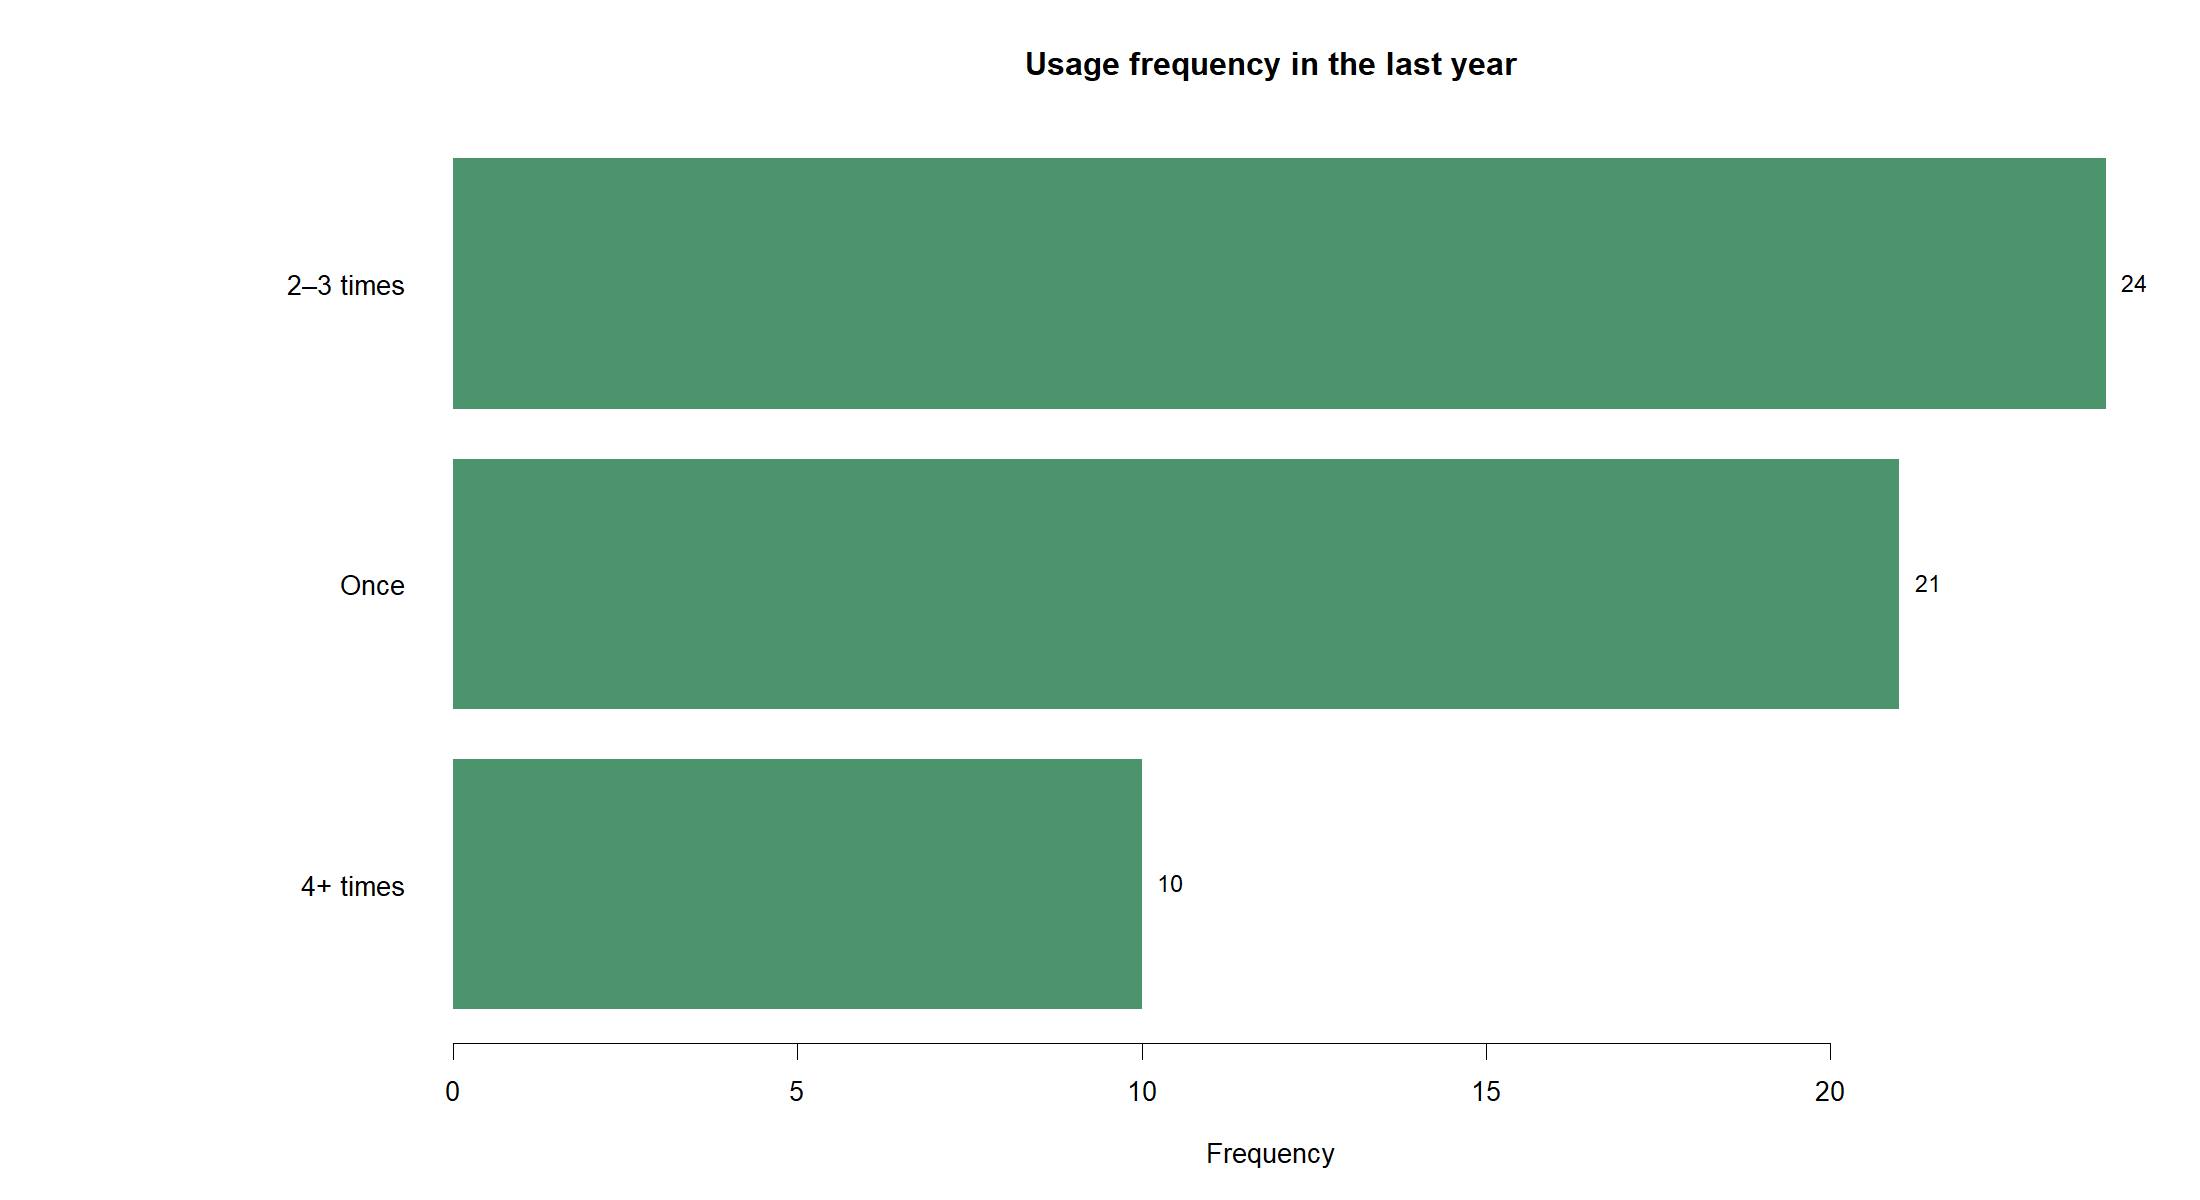 Usage frequency in the last year
2–3 times
24
Once
21
4+ times
10
0 5 10 15 20
Frequency